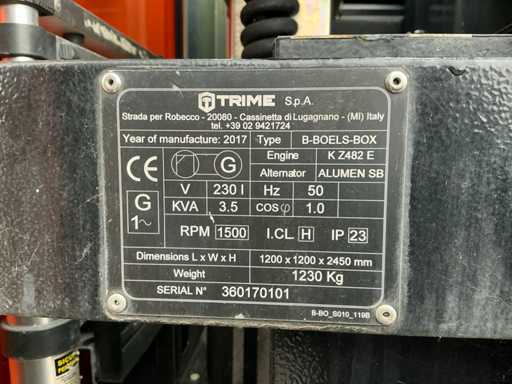 TRIME S.p.A.
Strada per Robecco - 20080 - Cassinetta di Lugagnano - (MI) Italy
tel. +39 02 9421724
Year of manufacture: 2017 Type B-BOELS-BOX
CE G Engine K Z482 E
Alternator ALUMEN SB
G 1~ V 230 I Hz 50
KVA 3.5 COSφ 1.0
RPM 1500 I.CL. H IP 23
Dimensions L x W x H 1200 x 1200 x 2450 mm
Weight 1230 Kg
SERIAL N° 360170101
B-BO_S010_119B